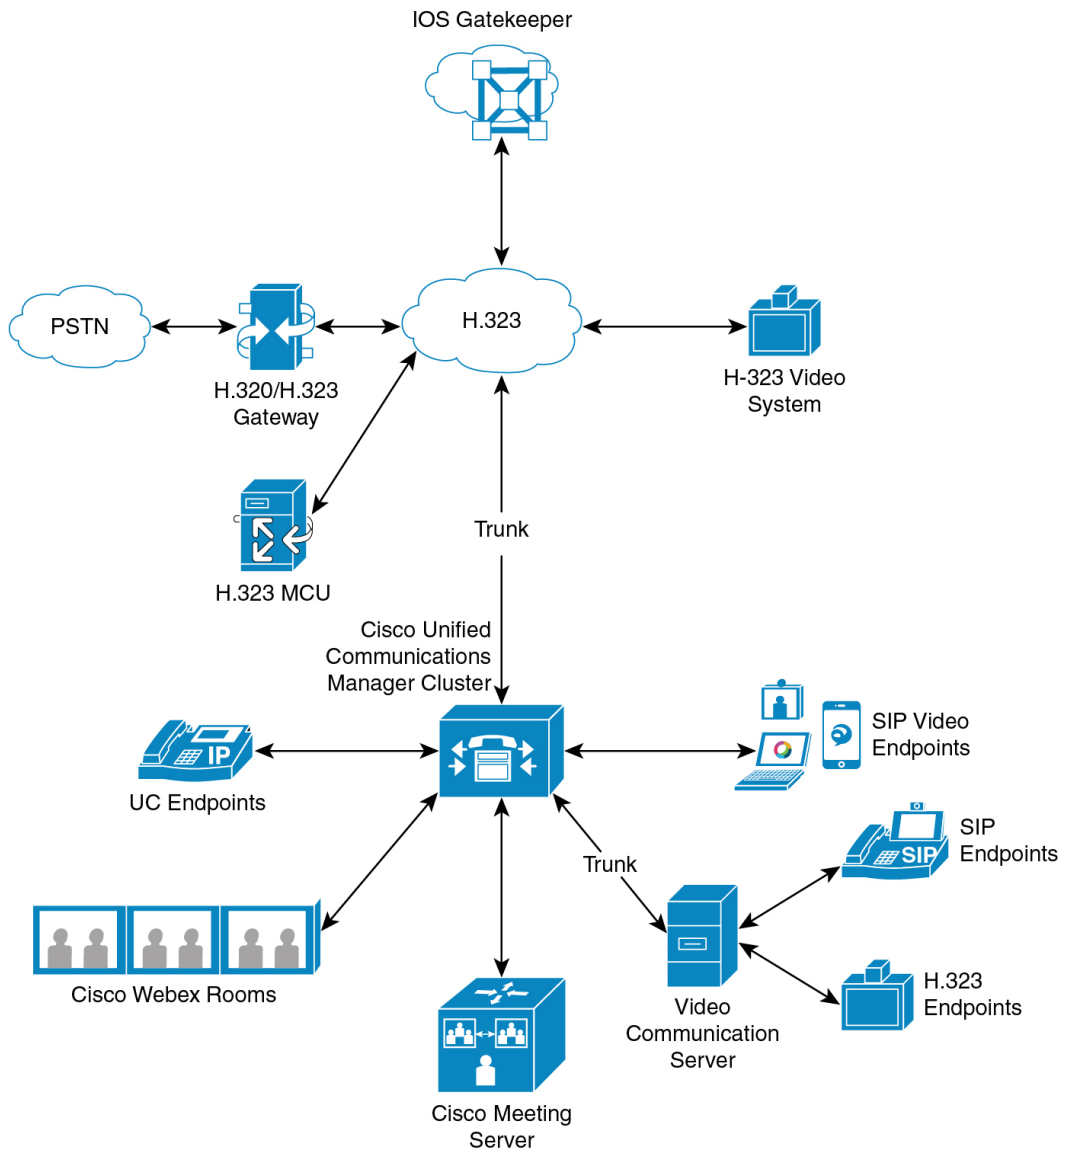 IOS Gatekeeper
PSTN
H.323
H.320/H.323
Gateway
H-323 Video
System
H.323 MCU
Trunk
Cisco Unified
Communications
Manager Cluster
IP
UC Endpoints
SIP Video
Endpoints
SIP
SIP
Endpoints
Trunk
Cisco Webex Rooms
Video
Communication
Server
H.323
Endpoints
Cisco Meeting
Server